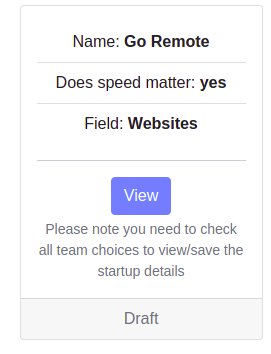 Name: Go Remote
Does speed matter: yes
Field: Websites
View
Please note you need to check
all team choices to view/save the
startup details
Draft